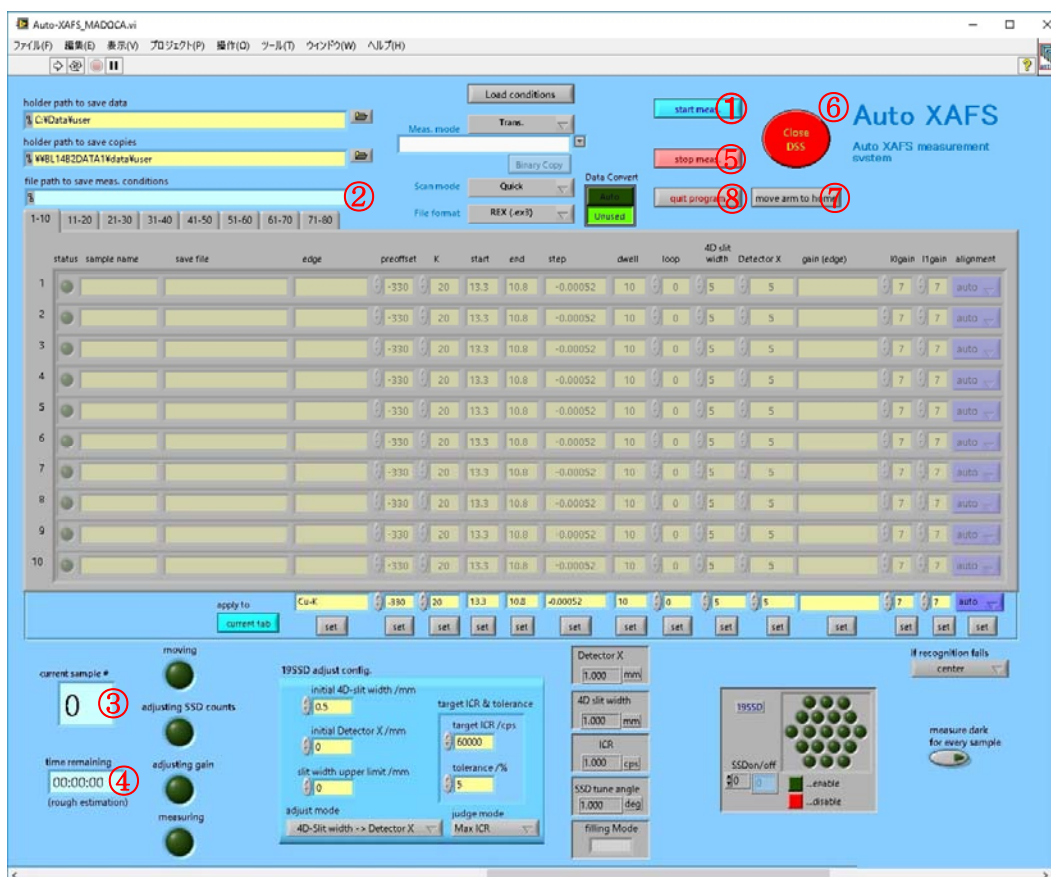 Auto-XAFS_MADOCA.vi
ファイル(F) 編集(E) 表示(V) プロジェクト(P) 操作(O) ツール(T) ウインドウ(W) ヘルプ(H)
holder path to save data
C:¥Data¥user
holder path to save copies
¥¥BL14B2DATA1¥data¥user
file path to save meas. conditions
②
Load conditions
Meas. mode Trans.
Binary Copy
Scan mode Quick
File format REX (.ex3)
Data Convert
Auto
Unused
start meas. ①
stop meas. ⑤
quit program ⑧ move arm to home ⑦
Close DSS ⑥
Auto XAFS
Auto XAFS measurement
system
1-10 11-20 21-30 31-40 41-50 51-60 61-70 71-80
status sample name save file edge preoffset K start end step dwell loop 4D slit width Detector X gain (edge) I0gain I1gain alignment
1 -330 20 13.3 10.8 -0.00052 10 0 5 5 7 7 auto
2 -330 20 13.3 10.8 -0.00052 10 0 5 5 7 7 auto
3 -330 20 13.3 10.8 -0.00052 10 0 5 5 7 7 auto
4 -330 20 13.3 10.8 -0.00052 10 0 5 5 7 7 auto
5 -330 20 13.3 10.8 -0.00052 10 0 5 5 7 7 auto
6 -330 20 13.3 10.8 -0.00052 10 0 5 5 7 7 auto
7 -330 20 13.3 10.8 -0.00052 10 0 5 5 7 7 auto
8 -330 20 13.3 10.8 -0.00052 10 0 5 5 7 7 auto
9 -330 20 13.3 10.8 -0.00052 10 0 5 5 7 7 auto
10 -330 20 13.3 10.8 -0.00052 10 0 5 5 7 7 auto
apply to Cu-K -330 20 13.3 10.8 -0.00052 10 0 5 5 7 7 auto
current tab set set set set set set set set set set set set set set
current sample #
0 ③
time remaining
00:00:00 ④
(rough estimation)
moving
adjusting SSD counts
adjusting gain
measuring
19SSD adjust config.
initial 4D-slit width /mm
0.5
initial Detector X /mm
0
slit width upper limit /mm
0
adjust mode
4D-Slit width -> Detector X
target ICR & tolerance
target ICR /cps
60000
tolerance /%
5
judge mode
Max ICR
Detector X
1.000 mm
4D slit width
1.000 mm
ICR
1.000 cps
SSD tune angle
1.000 deg
filling Mode
19SSD
SSDon/off
0 0
...enable
...disable
If recognition fails
center
measure dark
for every sample